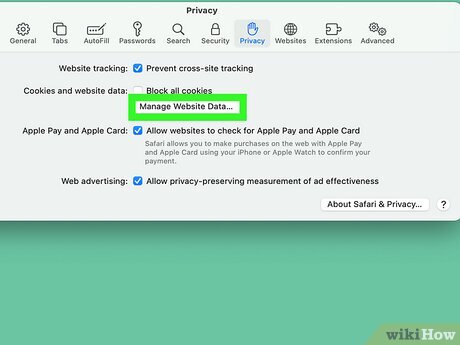 Privacy
General Tabs AutoFill Passwords Search Security Privacy Websites Extensions Advanced
Website tracking: Prevent cross-site tracking
Cookies and website data: Block all cookies
Manage Website Data...
Apple Pay and Apple Card: Allow websites to check for Apple Pay and Apple Card
Safari allows you to make purchases on the web with Apple Pay
and Apple Card using your iPhone or Apple Watch to confirm your
payment.
Web advertising: Allow privacy-preserving measurement of ad effectiveness
About Safari & Privacy... ?
wikiHow